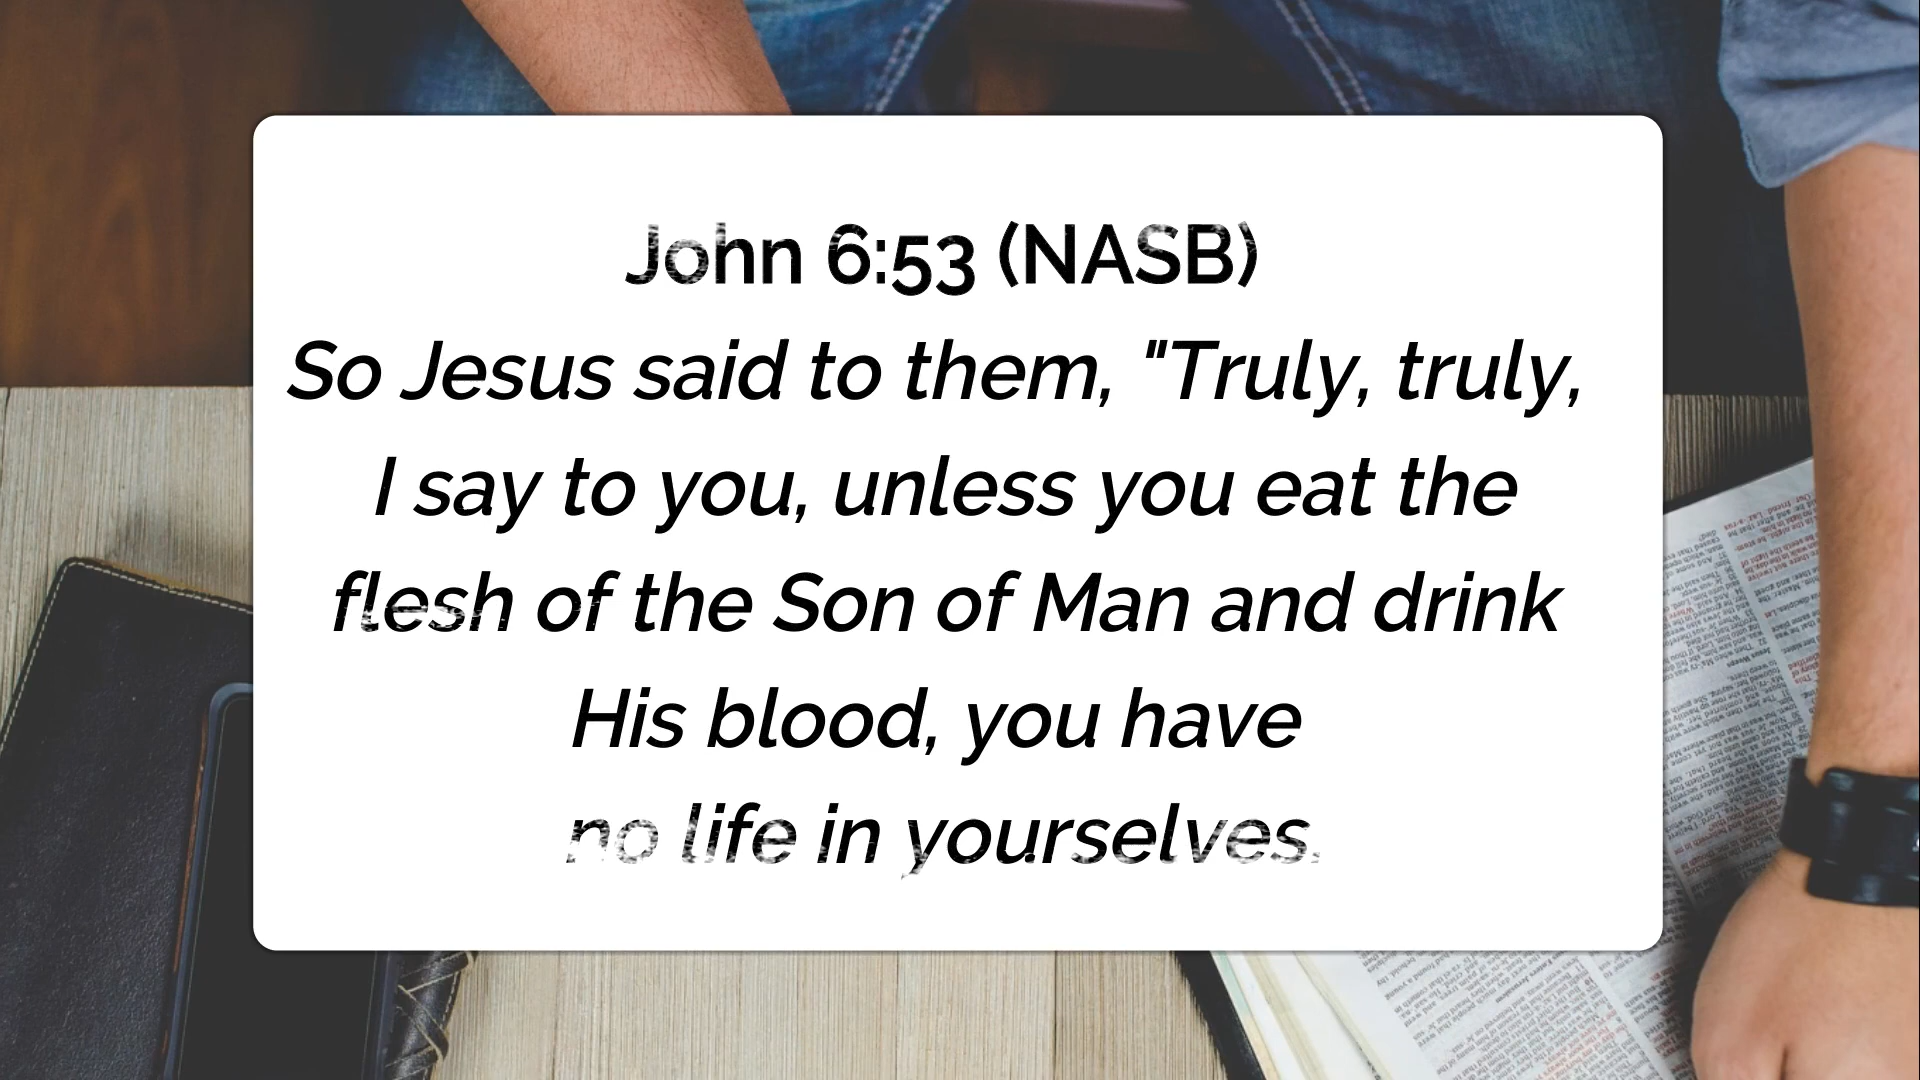 John 6:53 (NASB)
So Jesus said to them, "Truly, truly,
I say to you, unless you eat the
flesh of the Son of Man and drink
His blood, you have
no life in yourselves.